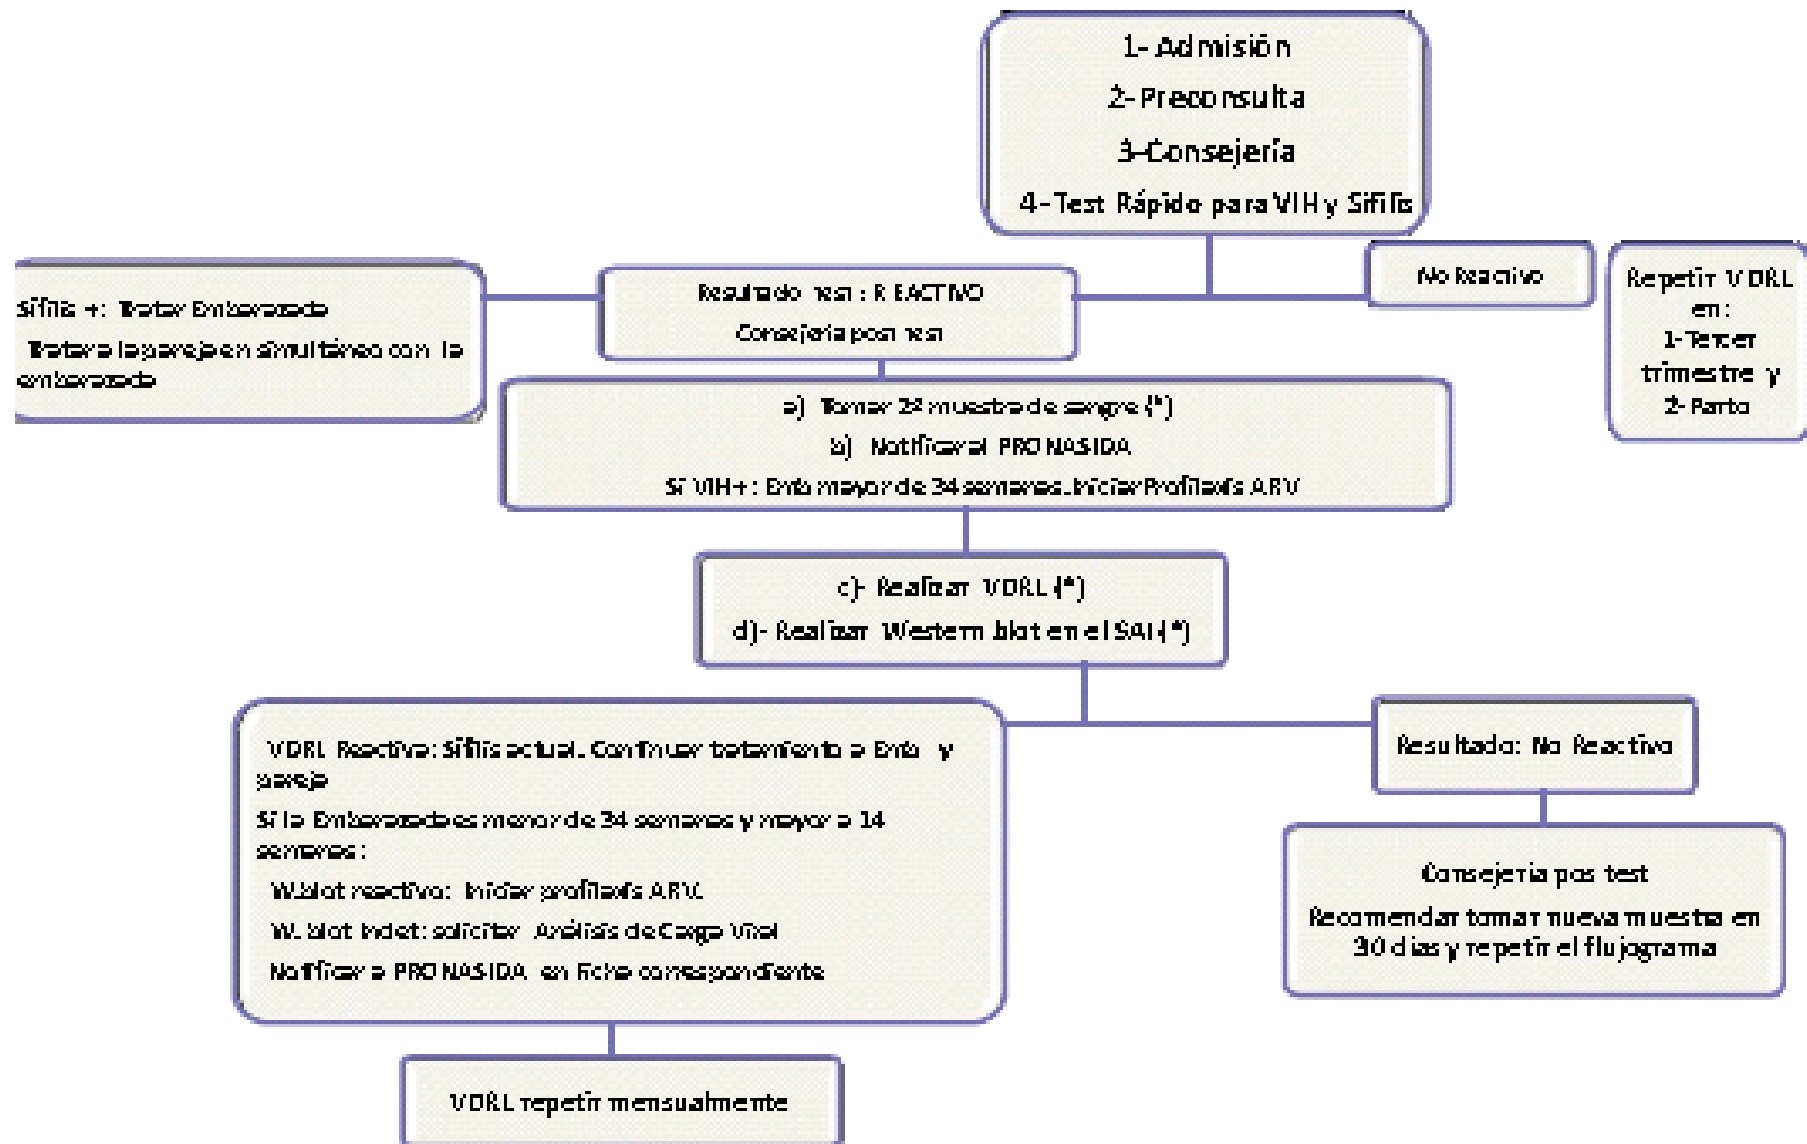 1- Admisión
2- Preconsulta
3-Consejería
4- Test Rápido para VIH y Sífilis
No Reactivo
Repetir VDRL
en:
1-Tercer
trimestre y
2- Parto
Resultado Test : REACTIVO
Consejería post test
Sífilis +: Tratar Embarazada
Tratar a la pareja en simultáneo con la
embarazada
a) Tomar 2ª muestra de sangre (*)
b) Notificar al PRONASIDA
Si VIH+: Emb mayor de 34 semanas. Iniciar Profilaxis ARV
c)- Realizar VDRL (*)
d)- Realizar Western blot en el SAI (*)
VDRL Reactiva: Sífilis actual. Continuar tratamiento a Emb y
pareja
Si la Embarazada es menor de 34 semanas y mayor a 14
semanas:
W.blot reactivo: Iniciar profilaxis ARV.
W. blot Indet: solicitar Análisis de Carga Viral
Notificar a PRONASIDA en ficha correspondiente
Resultado: No Reactivo
Consejería pos test
Recomendar tomar nueva muestra en
30 dias y repetir el flujograma
VDRL repetir mensualmente